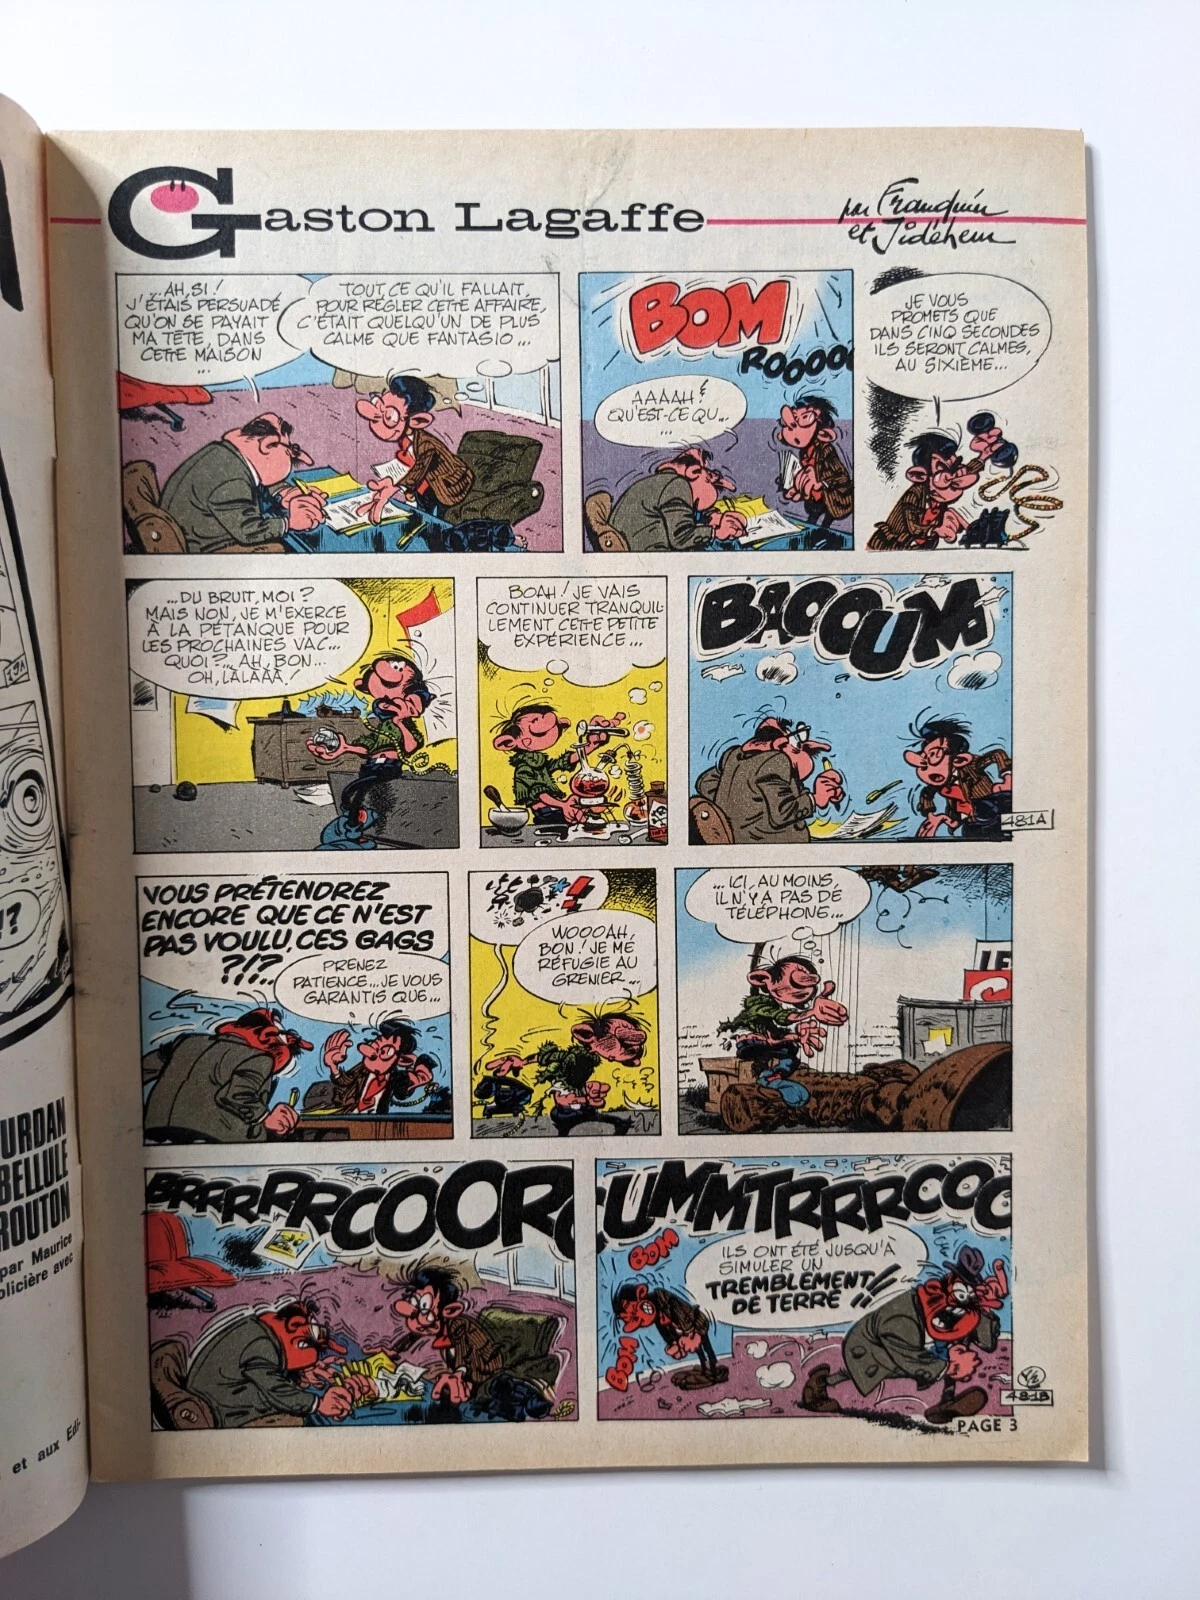 Gaston Lagaffe
par Franquin
et Jidéhem
...AH, SI!
J'ÉTAIS PERSUADÉ
QU'ON SE PAYAIT
MA TÊTE, DANS
CETTE MAISON
...
TOUT CE QU'IL FALLAIT,
POUR RÉGLER CETTE AFFAIRE,
C'ÉTAIT QUELQU'UN DE PLUS
CALME QUE FANTASIO...
BOM
ROOOO
AAAAH!
QU'EST-CE QU...
...
JE VOUS
PROMETS QUE
DANS CINQ SECONDES
ILS SERONT CALMES,
AU SIXIÈME...
...DU BRUIT, MOI?
MAIS NON, JE M'EXERCE
À LA PÉTANQUE POUR
LES PROCHAINES VAC...
QUOI?... AH, BON...
OH, LALÀÀÀ!
BOAH! JE VAIS
CONTINUER TRANQUIL
LEMENT CETTE PETITE
EXPÉRIENCE...
BAOOUM
481A
VOUS PRÉTENDREZ
ENCORE QUE CE N'EST
PAS VOULU, CES GAGS
?!?..
PRENEZ
PATIENCE...JE VOUS
GARANTIS QUE...
!
WOOOAH,
BON! JE ME
RÉFUGIE AU
GRENIER...
...ICI, AU MOINS,
IL N'Y A PAS DE
TÉLÉPHONE...
LE
BRRRRRRCOORO
CUMMTRRRRCOO
BOM
ILS ONT ÉTÉ JUSQU'À
SIMULER UN
TREMBLEMENT
DE TERRE!!
BOM
BOM
481B
PAGE 3
19A
!?
URDAN
BELLULE
ROUTON
par Maurice
olicière avec
et aux Edi